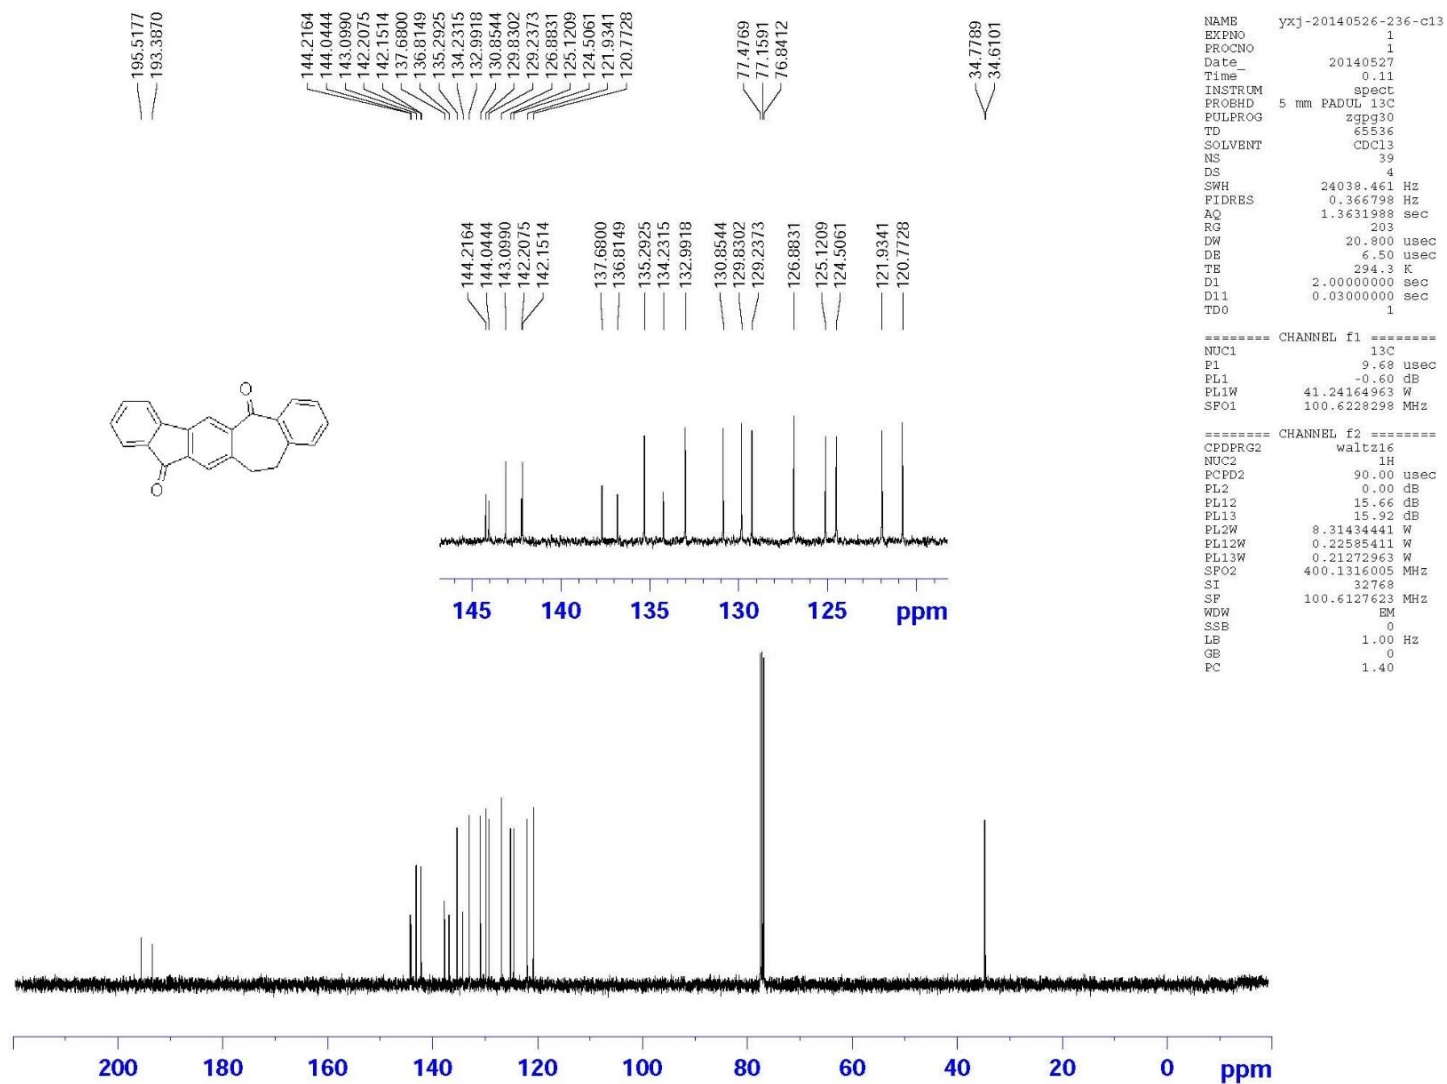 195.5177
193.3870
144.2164
144.0444
143.0990
142.2075
142.1514
137.6800
136.8149
135.2925
134.2315
132.9918
130.8544
129.8302
129.2373
126.8831
125.1209
124.5061
121.9341
120.7728
77.4769
77.1591
76.8412
34.7789
34.6101
144.2164
144.0444
143.0990
142.2075
142.1514
137.6800
136.8149
135.2925
134.2315
132.9918
130.8544
129.8302
129.2373
126.8831
125.1209
124.5061
121.9341
120.7728
O
O
145 140 135 130 125 ppm
200 180 160 140 120 100 80 60 40 20 0 ppm
NAME yxj-20140526-236-c13
EXPNO 1
PROCNO 1
Date_ 20140527
Time 0.11
INSTRUM spect
PROBHD 5 mm PADUL 13C
PULPROG zgpg30
TD 65536
SOLVENT CDCl3
NS 39
DS 4
SWH 24038.461 Hz
FIDRES 0.366798 Hz
AQ 1.3631988 sec
RG 203
DW 20.800 usec
DE 6.50 usec
TE 294.3 K
D1 2.00000000 sec
D11 0.03000000 sec
TD0 1
======== CHANNEL f1 ========
NUC1 13C
P1 9.68 usec
PL1 -0.60 dB
PL1W 41.24164963 W
SFO1 100.6228298 MHz
======== CHANNEL f2 ========
CPDPRG2 waltz16
NUC2 1H
PCPD2 90.00 usec
PL2 0.00 dB
PL12 15.66 dB
PL13 15.92 dB
PL2W 8.31434441 W
PL12W 0.22585411 W
PL13W 0.21272963 W
SFO2 400.1316005 MHz
SI 32768
SF 100.6127623 MHz
WDW EM
SSB 0
LB 1.00 Hz
GB 0
PC 1.40